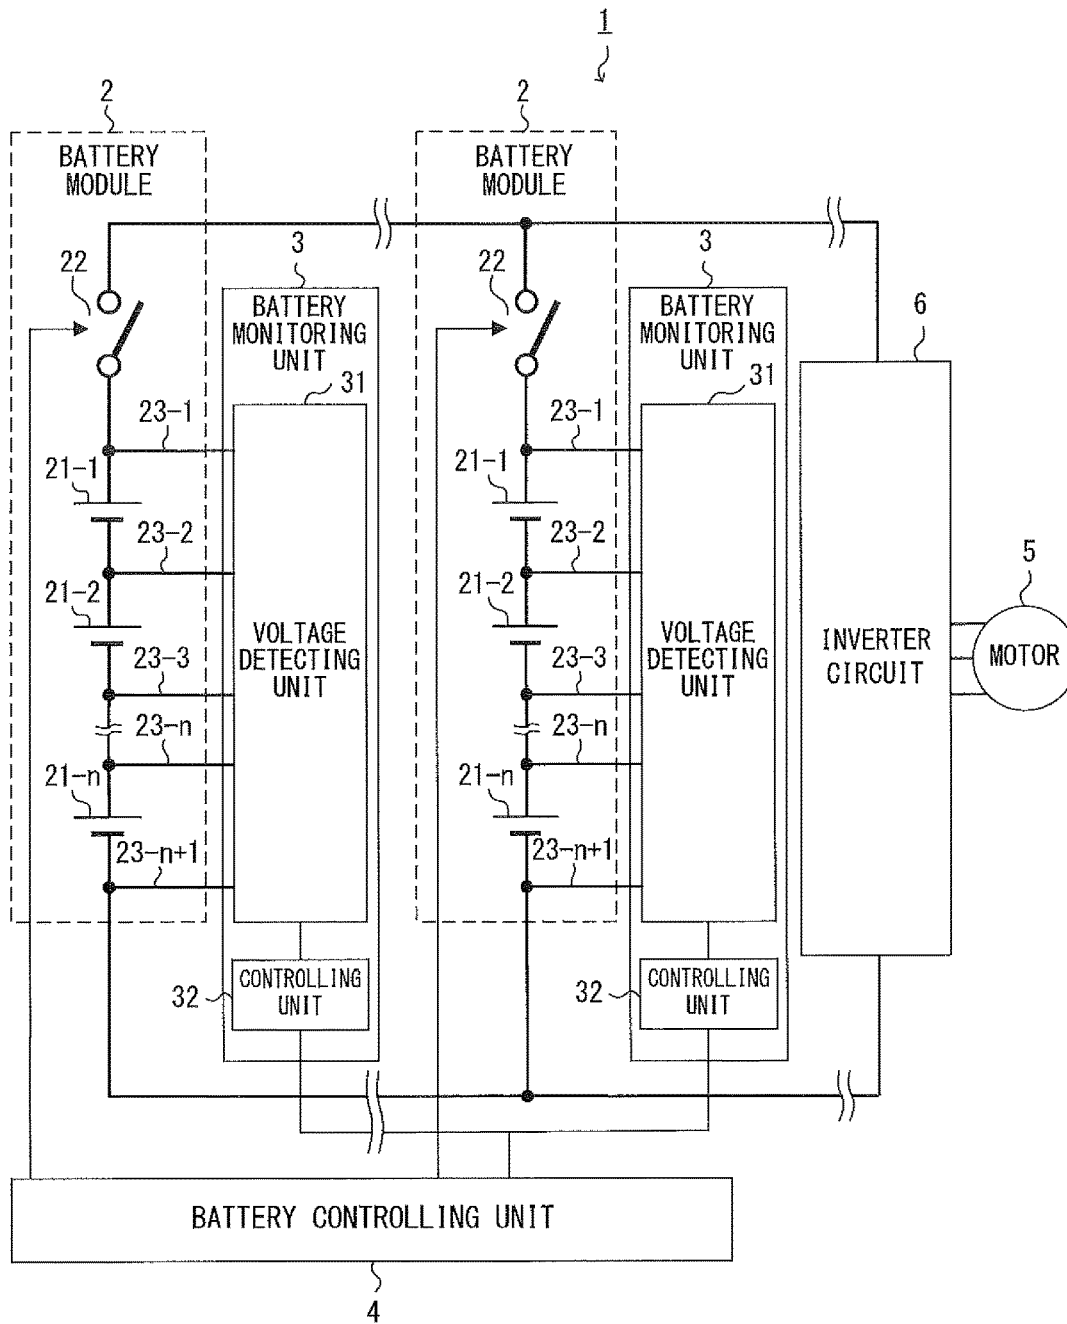 1
2
BATTERY
MODULE
22
3
BATTERY
MONITORING
UNIT
31
23-1
21-1
23-2
21-2
VOLTAGE
DETECTING
UNIT
23-3
23-n
21-n
23-n+1
CONTROLLING
UNIT
32
2
BATTERY
MODULE
22
3
BATTERY
MONITORING
UNIT
31
23-1
21-1
23-2
21-2
VOLTAGE
DETECTING
UNIT
23-3
23-n
21-n
23-n+1
CONTROLLING
UNIT
32
6
INVERTER
CIRCUIT
5
MOTOR
BATTERY CONTROLLING UNIT
4